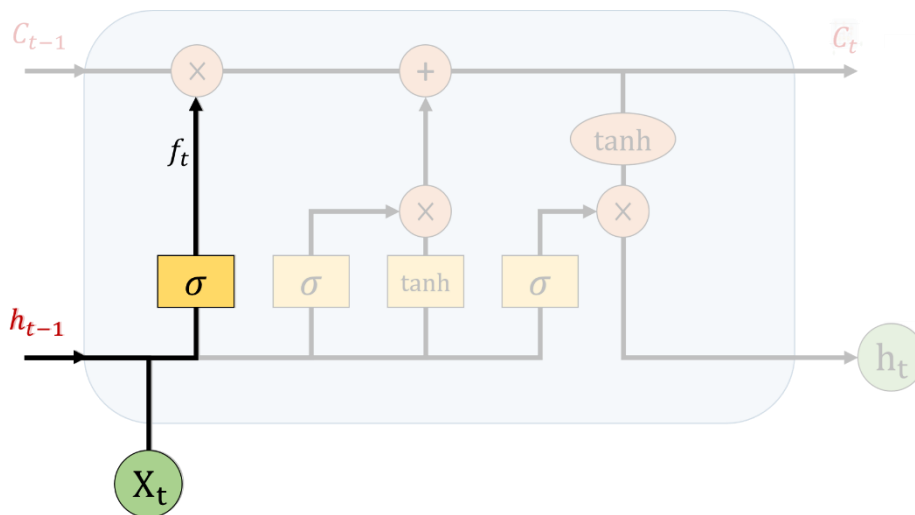 C_{t−1}
C_t
×
+
f_t
tanh
×
×
σ
σ
tanh
σ
h_{t−1}
h_t
X_t